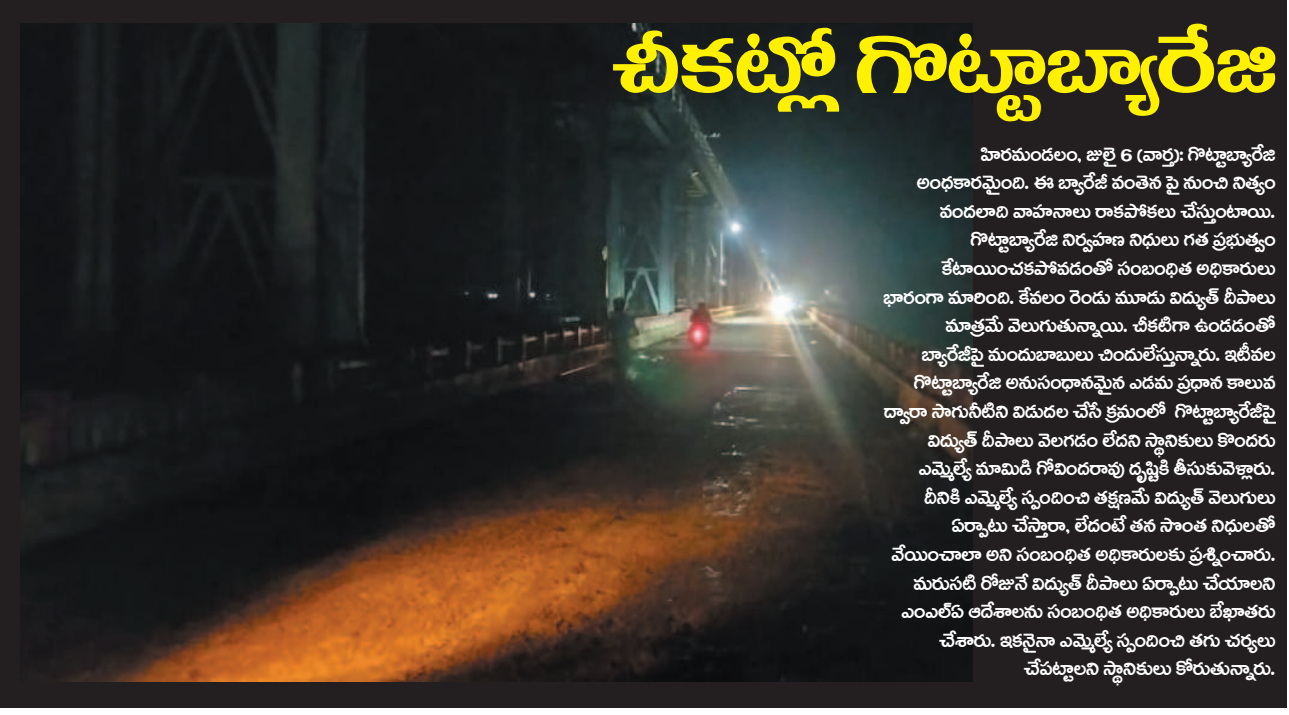 చీకట్లో గొట్టాబ్యారేజి
హిరమండలం, జులై 6 (వార్త): గొట్టాబ్యారేజి
అంధకారమైంది. ఈ బ్యారేజీ వంతెన పై నుంచి నిత్యం
వందలాది వాహనాలు రాకపోకలు చేస్తుంటాయి.
గొట్టాబ్యారేజి నిర్వహణ నిధులు గత ప్రభుత్వం
కేటాయించకపోవడంతో సంబంధిత అధికారులు
భారంగా మారింది. కేవలం రెండు మూడు విద్యుత్ దీపాలు
మాత్రమే వెలుగుతున్నాయి. చీకటిగా ఉండడంతో
బ్యారేజీపై మందుబాబులు చిందులేస్తున్నారు. ఇటీవల
గొట్టాబ్యారేజి అనుసంధానమైన ఎడమ ప్రధాన కాలువ
ద్వారా సాగునీటిని విడుదల చేసే క్రమంలో గొట్టాబ్యారేజీపై
విద్యుత్ దీపాలు వెలగడం లేదని స్థానికులు కొందరు
ఎమ్మెల్యే మామిడి గోవిందరావు దృష్టికి తీసుకువెళ్లారు.
దీనికి ఎమ్మెల్యే స్పందించి తక్షణమే విద్యుత్ వెలుగులు
ఏర్పాటు చేస్తారా, లేదంటే తన సొంత నిధులతో
వేయించాలా అని సంబంధిత అధికారులకు ప్రశ్నించారు.
మరుసటి రోజునే విద్యుత్ దీపాలు ఏర్పాటు చేయాలని
ఎంఎల్ఏ ఆదేశాలను సంబంధిత అధికారులు బేఖాతరు
చేశారు. ఇకనైనా ఎమ్మెల్యే స్పందించి తగు చర్యలు
చేపట్టాలని స్థానికులు కోరుతున్నారు.